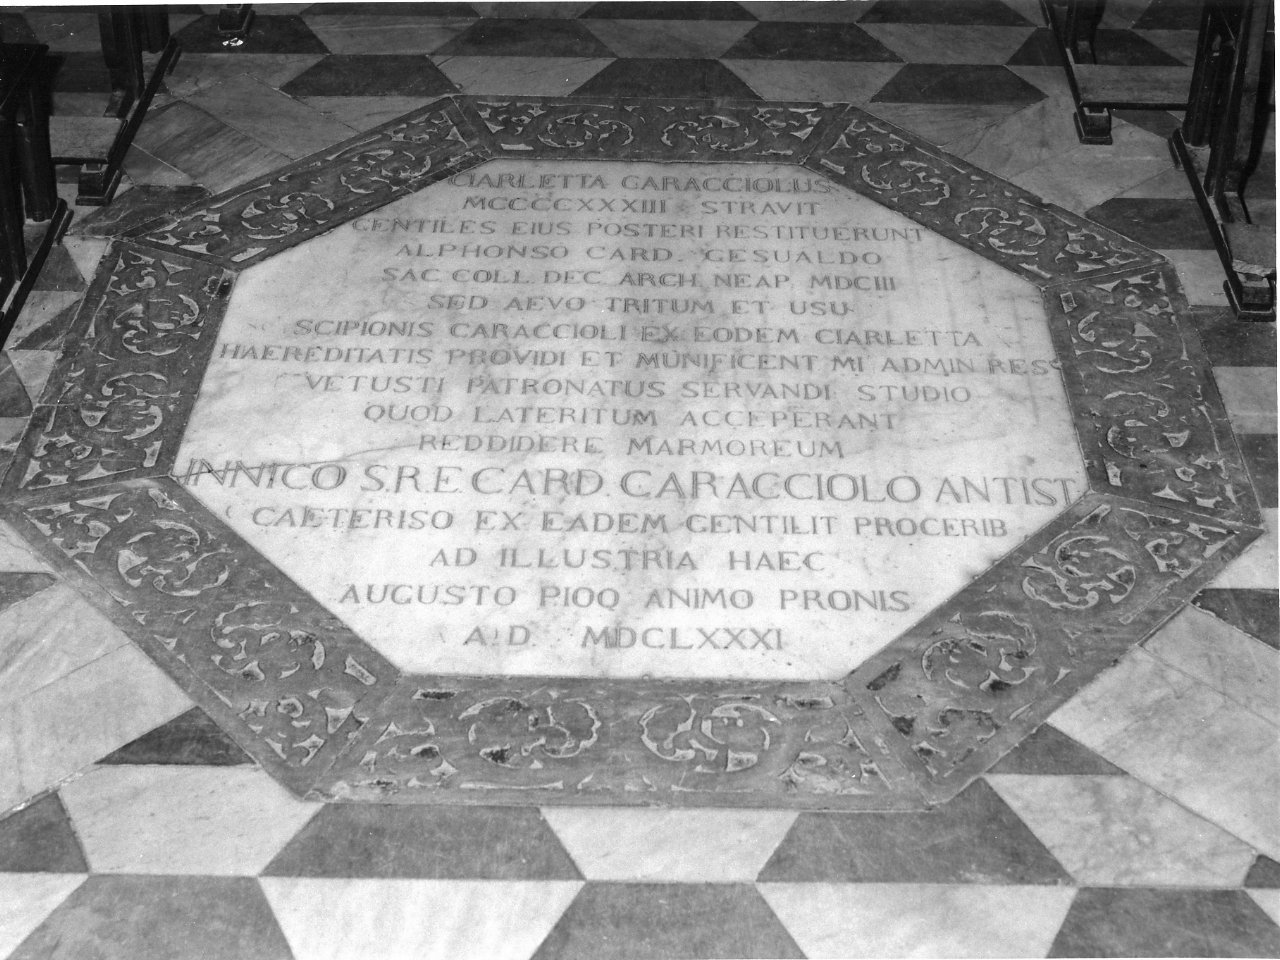 CIARLETTA CARACCIOLUS
MCCCXXXIII STRAVIT
GENTILES EIUS POSTERI RESTITUERUNT
ALPHONSO CARD. GESUALDO
SAC. COLL. DEC. ARCH. NEAP. MDCIII
SED AEVO TRITUM ET USU
SCIPIONIS CARACCIOLI EX EODEM CIARLETTA
HAEREDITATIS PROVIDI ET MUNIFICENT MI ADMIN RES
VETUSTI PATRONATUS SERVANDI STUDIO
QUOD LATERITUM ACCEPERANT
REDDIDERE MARMOREUM
INNICO S.R.E. CARD. CARACCIOLO ANTIST
CAETERISQ EX EADEM GENTILIT PROCERIB
AD ILLUSTRIA HAEC
AUGUSTO, PIOQ ANIMO PRONIS
A.D. MDCLXXXI